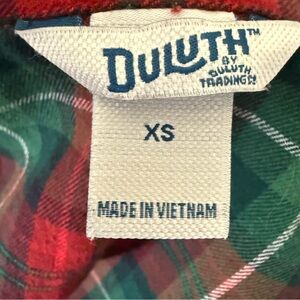 DULUTH™
BY
DULUTH
TRADING
XS
MADE IN VIETNAM